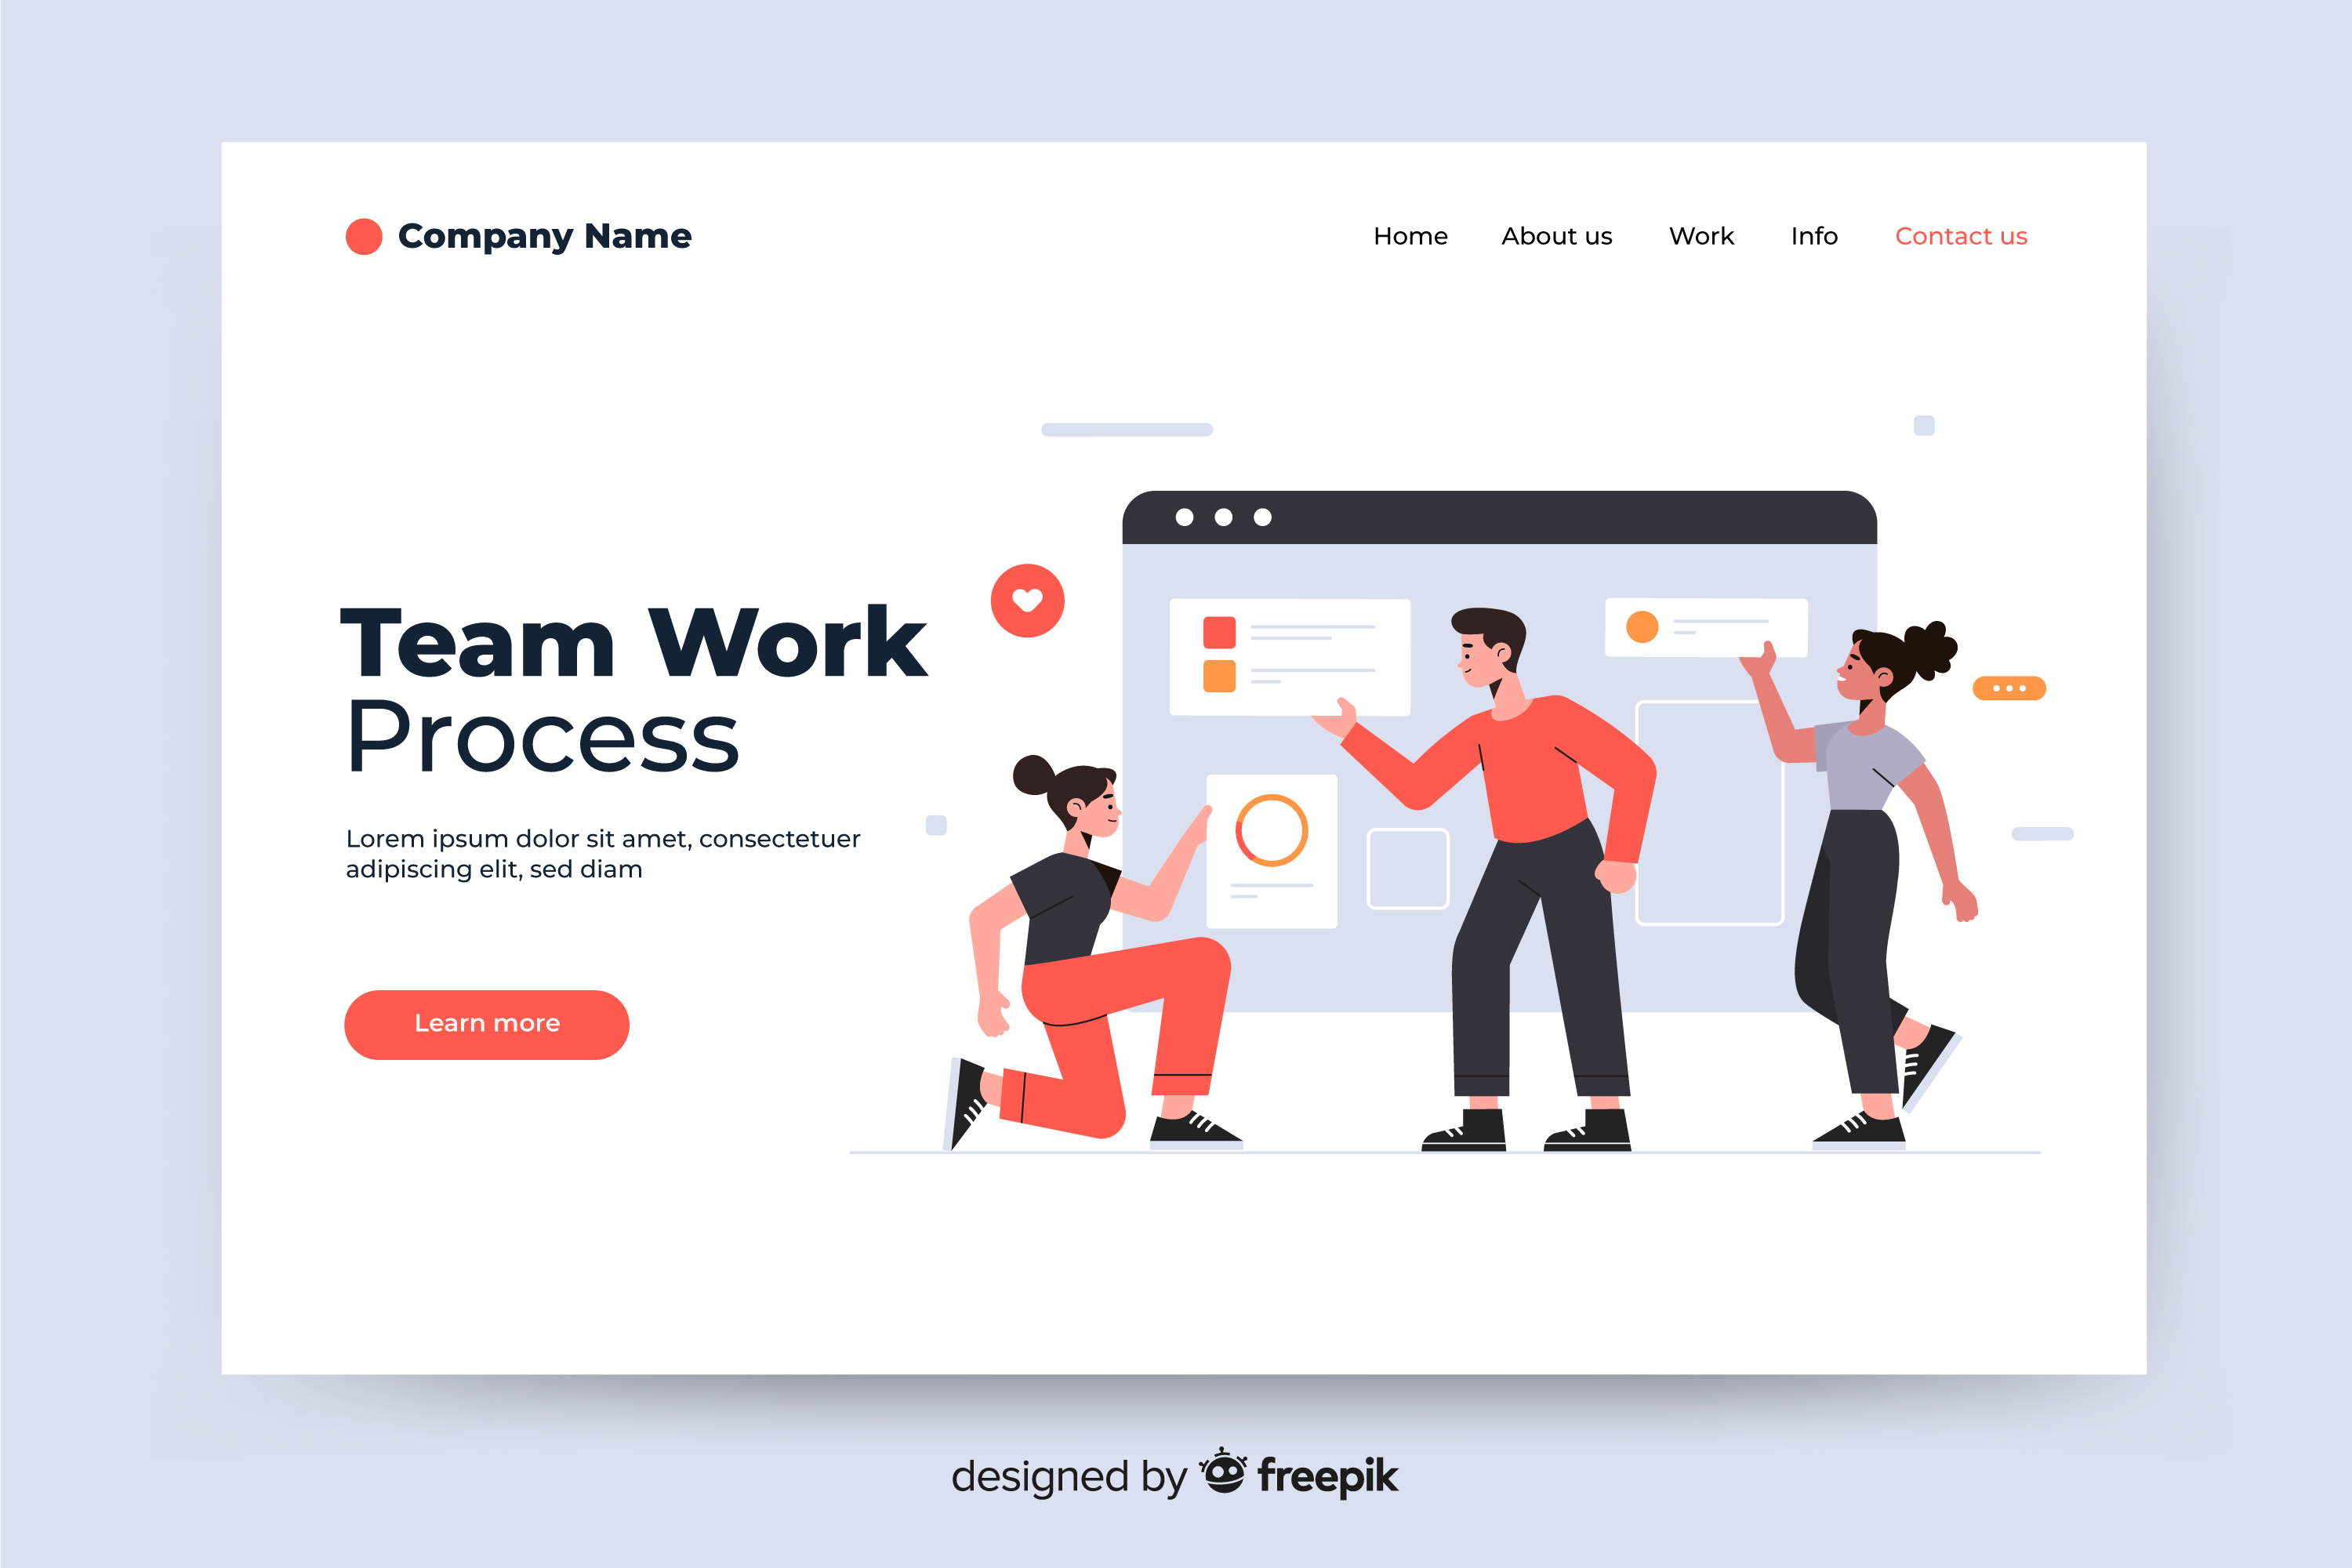 Company Name
Home About us Work Info Contact us
Team Work
Process
Lorem ipsum dolor sit amet, consectetuer
adipiscing elit, sed diam
Learn more
designed by freepik